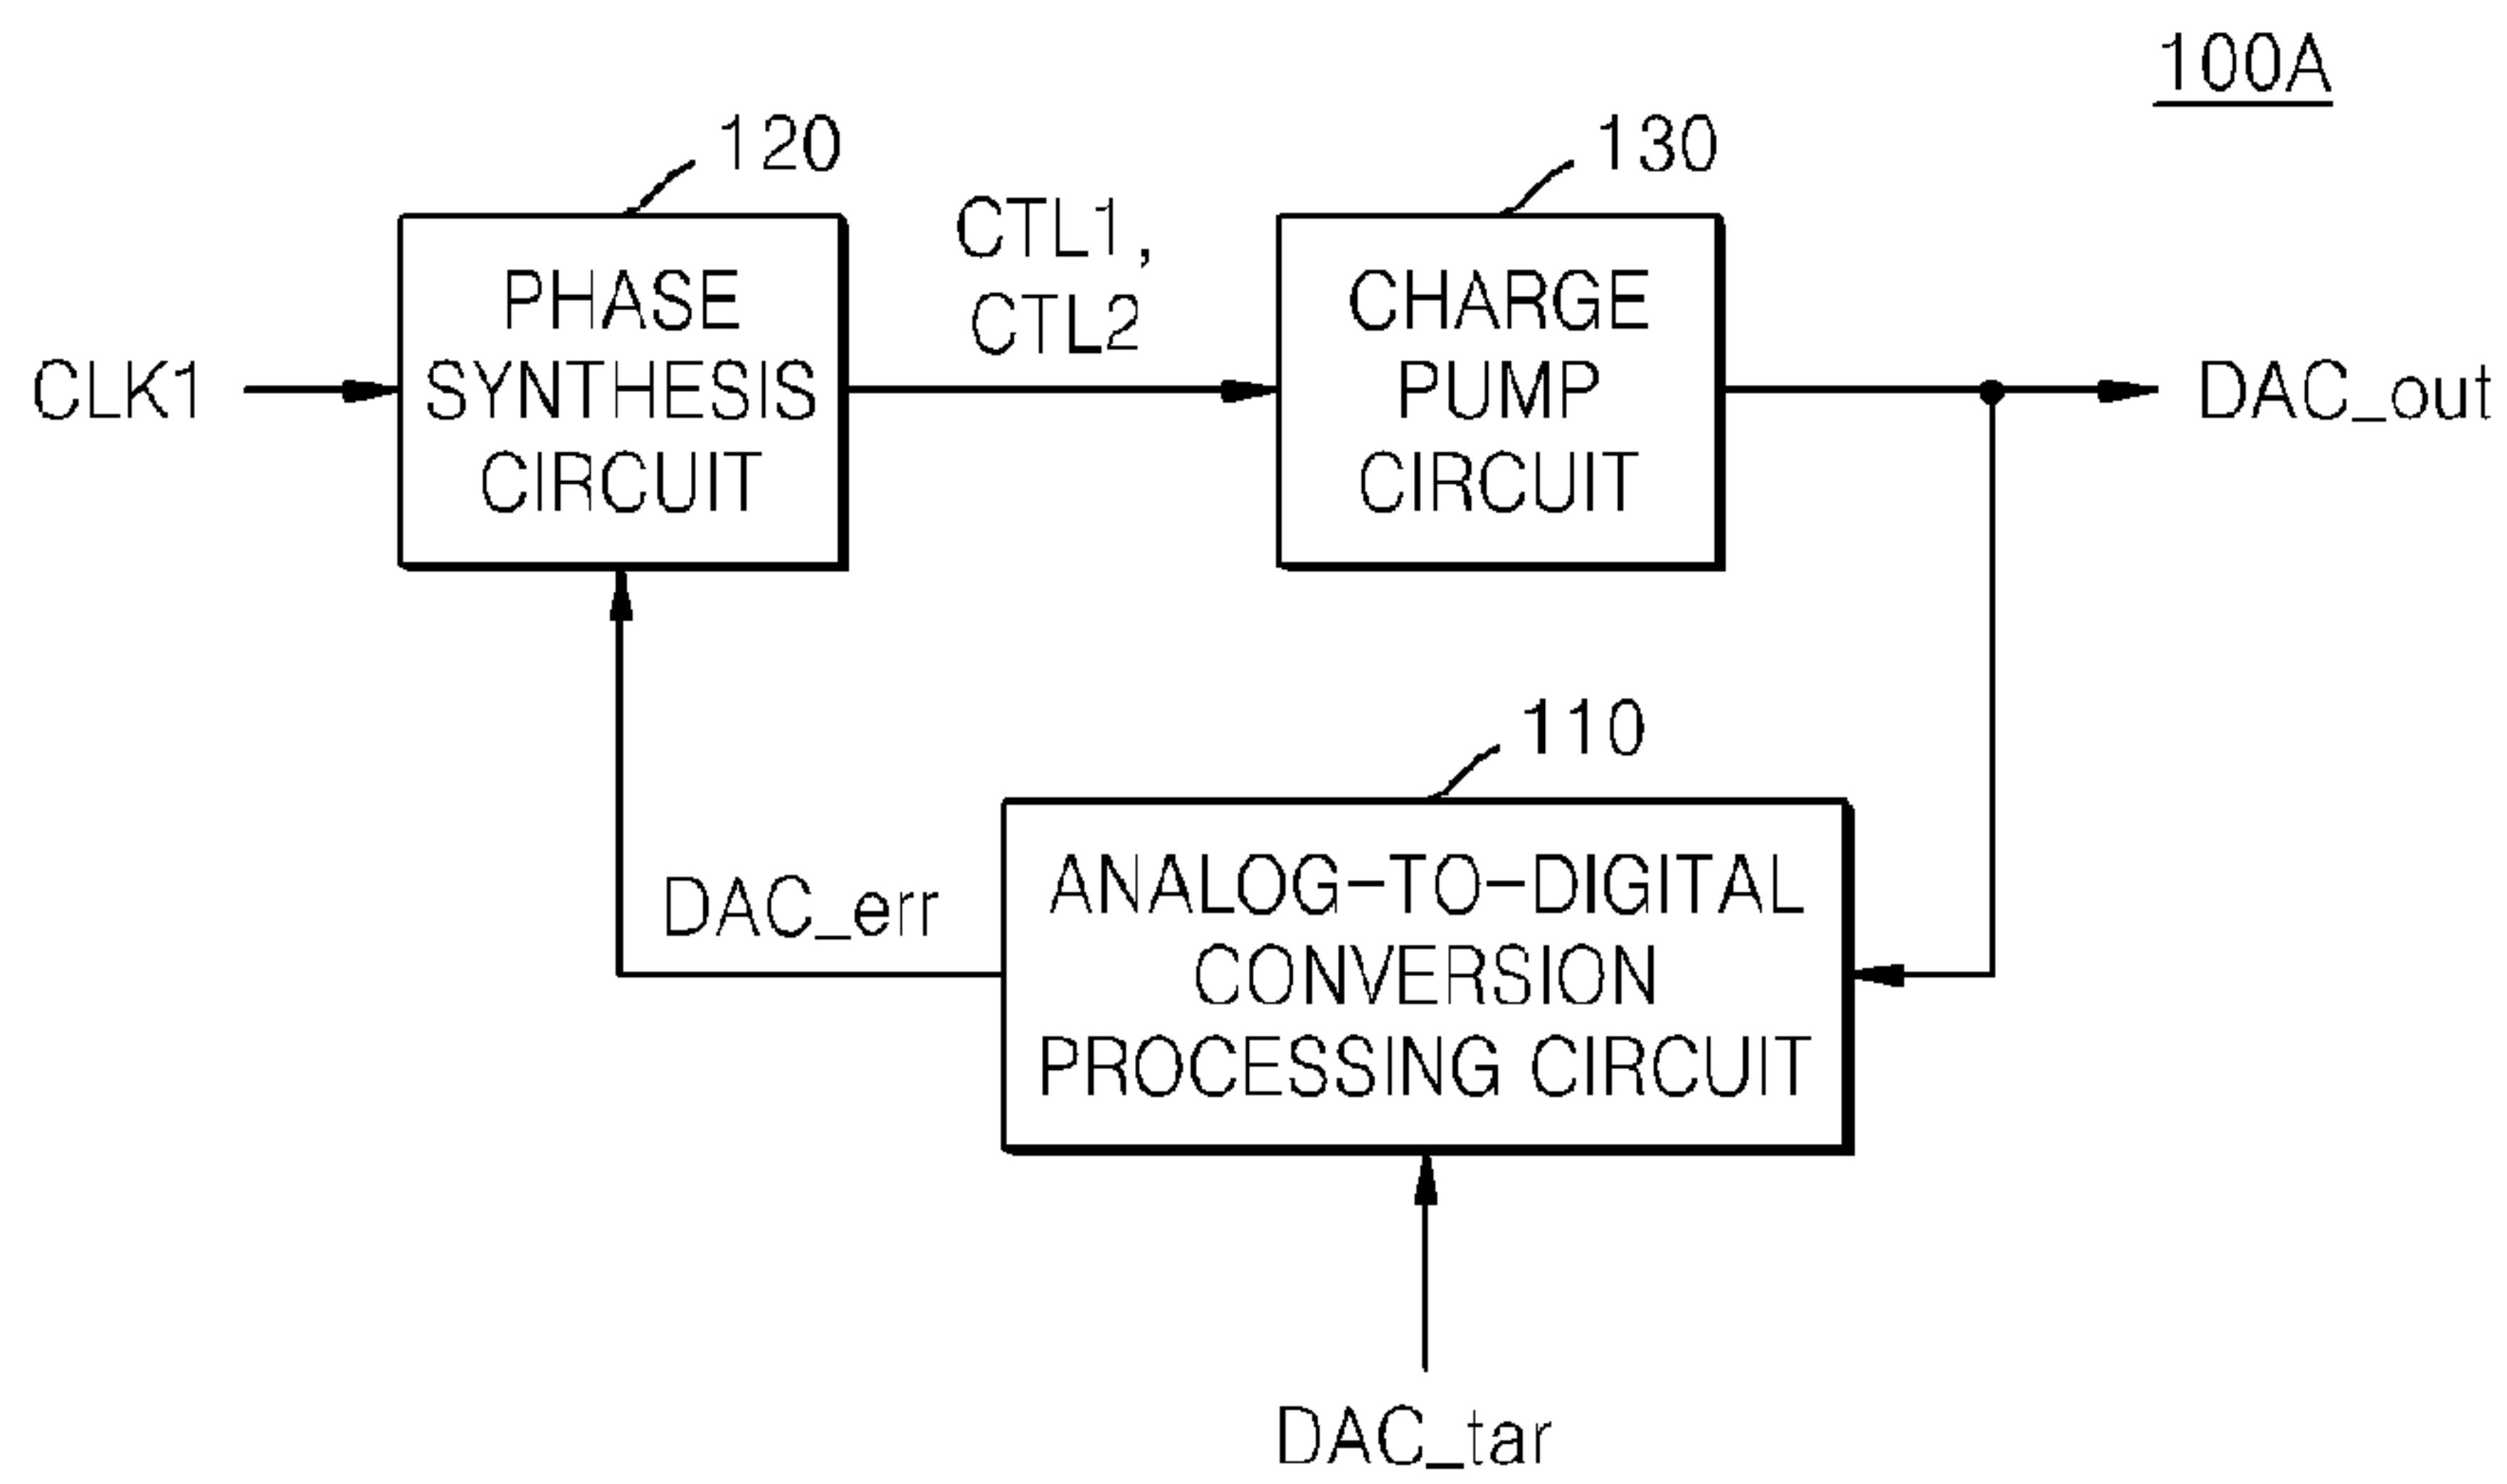 100A
120
130
CTL1,
CTL2
PHASE
SYNTHESIS
CIRCUIT
CHARGE
PUMP
CIRCUIT
CLK1
DAC_out
110
DAC_err
ANALOG-TO-DIGITAL
CONVERSION
PROCESSING CIRCUIT
DAC_tar